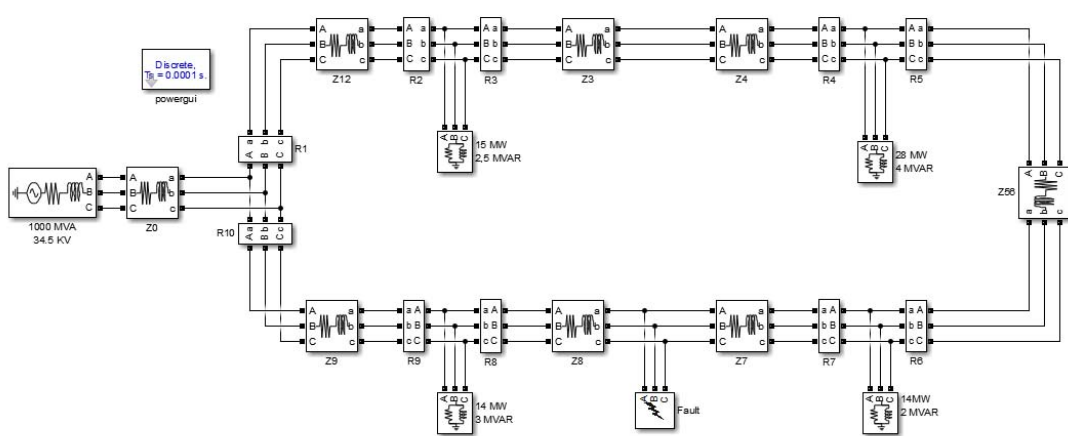 A a A a A a A a A a A a A a
B b B b B b B b B b B b B b
C c C c C c C c C c C c C c
Z12 R2 R3 Z3 Z4 R4 R5
Discrete,
Ts = 0.0001 s.
powergui
a b c
A B C
R1
A B C
15 MW
2,5 MVAR
A B C
28 MW
4 MVAR
A B C
a b c
Z56
A
B
C
1000 MVA
34.5 KV
A a
B b
C c
Z0
A B C
a b c
R10
A a a A a A A a A a a A a A
B b b B b B B b B b b B b B
C c c C c C C c C c c C c C
Z9 R9 R8 Z8 Z7 R7 R6
A B C
14 MW
3 MVAR
A B C
Fault
A B C
14MW
2 MVAR